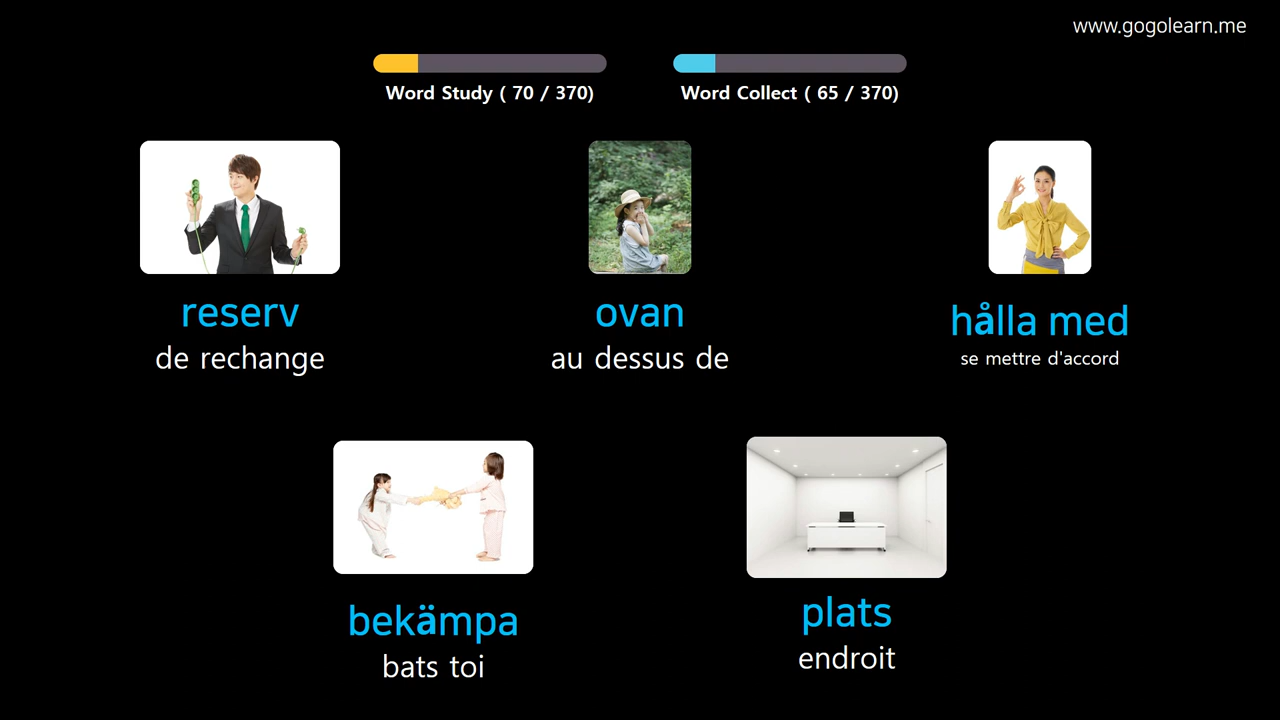 www.gogolearn.me
Word Study ( 70 / 370)
Word Collect ( 65 / 370)
reserv
de rechange
ovan
au dessus de
hålla med
se mettre d'accord
bekämpa
bats toi
plats
endroit